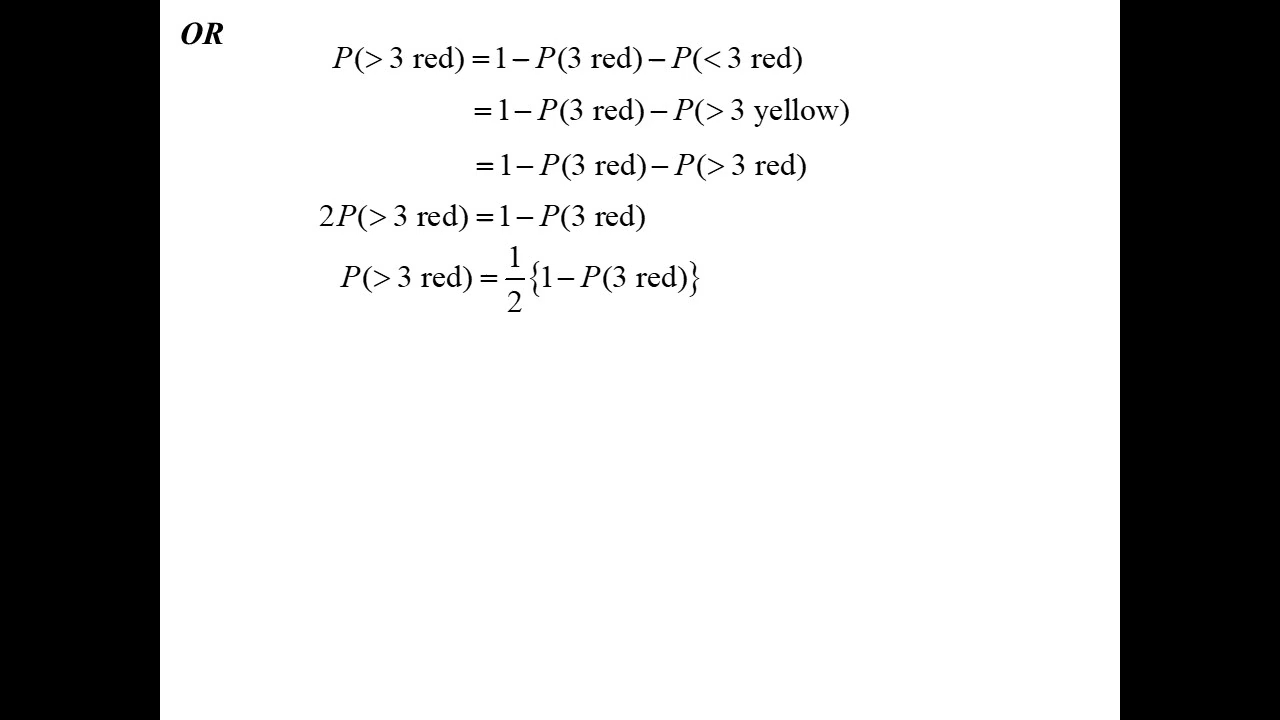 OR
P(> 3 red) = 1 − P(3 red) − P(< 3 red)
= 1 − P(3 red) − P(> 3 yellow)
= 1 − P(3 red) − P(> 3 red)
2P(> 3 red) = 1 − P(3 red)
P(> 3 red) = 1/2 {1 − P(3 red)}